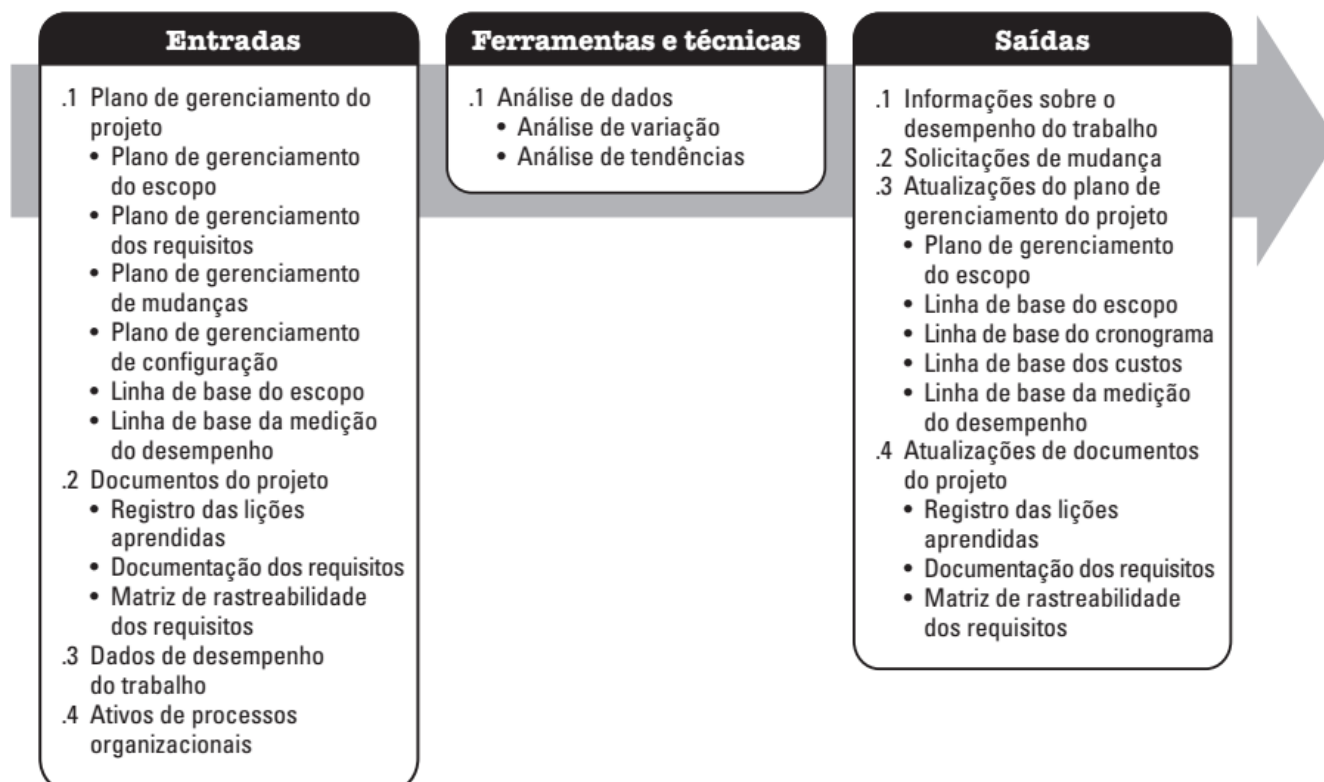 Entradas
.1 Plano de gerenciamento do
projeto
• Plano de gerenciamento
do escopo
• Plano de gerenciamento
dos requisitos
• Plano de gerenciamento
de mudanças
• Plano de gerenciamento
de configuração
• Linha de base do escopo
• Linha de base da medição
do desempenho
.2 Documentos do projeto
• Registro das lições
aprendidas
• Documentação dos requisitos
• Matriz de rastreabilidade
dos requisitos
.3 Dados de desempenho
do trabalho
.4 Ativos de processos
organizacionais
Ferramentas e técnicas
.1 Análise de dados
• Análise de variação
• Análise de tendências
Saídas
.1 Informações sobre o
desempenho do trabalho
.2 Solicitações de mudança
.3 Atualizações do plano de
gerenciamento do projeto
• Plano de gerenciamento
do escopo
• Linha de base do escopo
• Linha de base do cronograma
• Linha de base dos custos
• Linha de base da medição
do desempenho
.4 Atualizações de documentos
do projeto
• Registro das lições
aprendidas
• Documentação dos requisitos
• Matriz de rastreabilidade
dos requisitos